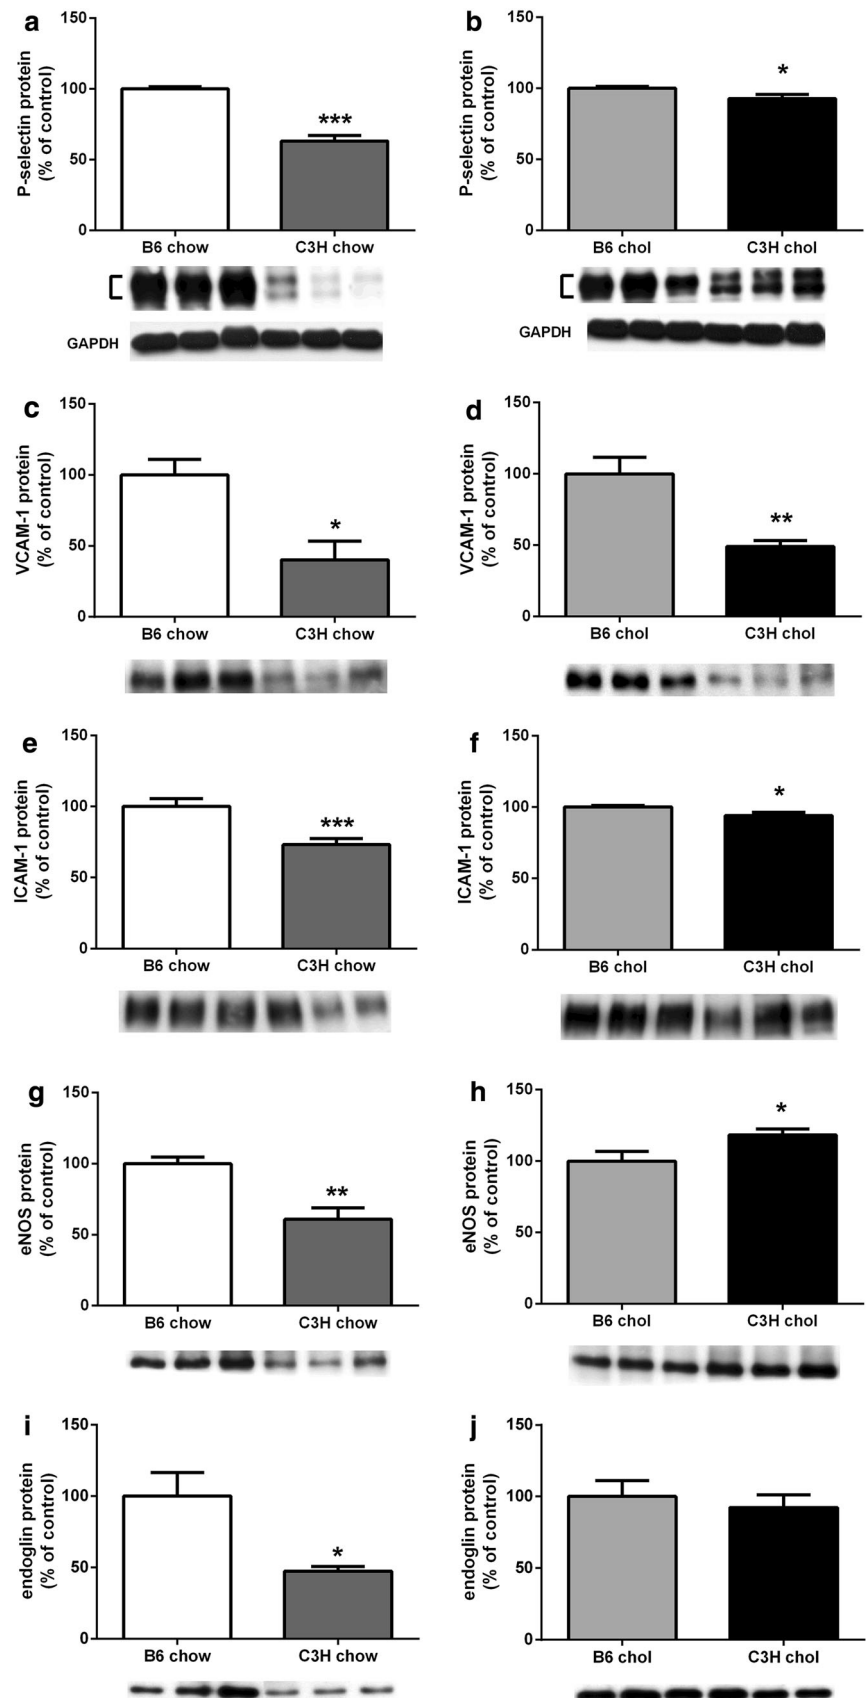 a
150
100
50
0
P-selectin protein
(% of control)
***
B6 chow
C3H chow
GAPDH
b
150
100
50
0
P-selectin protein
(% of control)
*
B6 chol
C3H chol
GAPDH
c
150
100
50
0
VCAM-1 protein
(% of control)
*
B6 chow
C3H chow
d
150
100
50
0
VCAM-1 protein
(% of control)
**
B6 chol
C3H chol
e
150
100
50
0
ICAM-1 protein
(% of control)
***
B6 chow
C3H chow
f
150
100
50
0
ICAM-1 protein
(% of control)
*
B6 chol
C3H chol
g
150
100
50
0
eNOS protein
(% of control)
**
B6 chow
C3H chow
h
150
100
50
0
eNOS protein
(% of control)
*
B6 chol
C3H chol
i
150
100
50
0
endoglin protein
(% of control)
*
B6 chow
C3H chow
j
150
100
50
0
endoglin protein
(% of control)
B6 chol
C3H chol